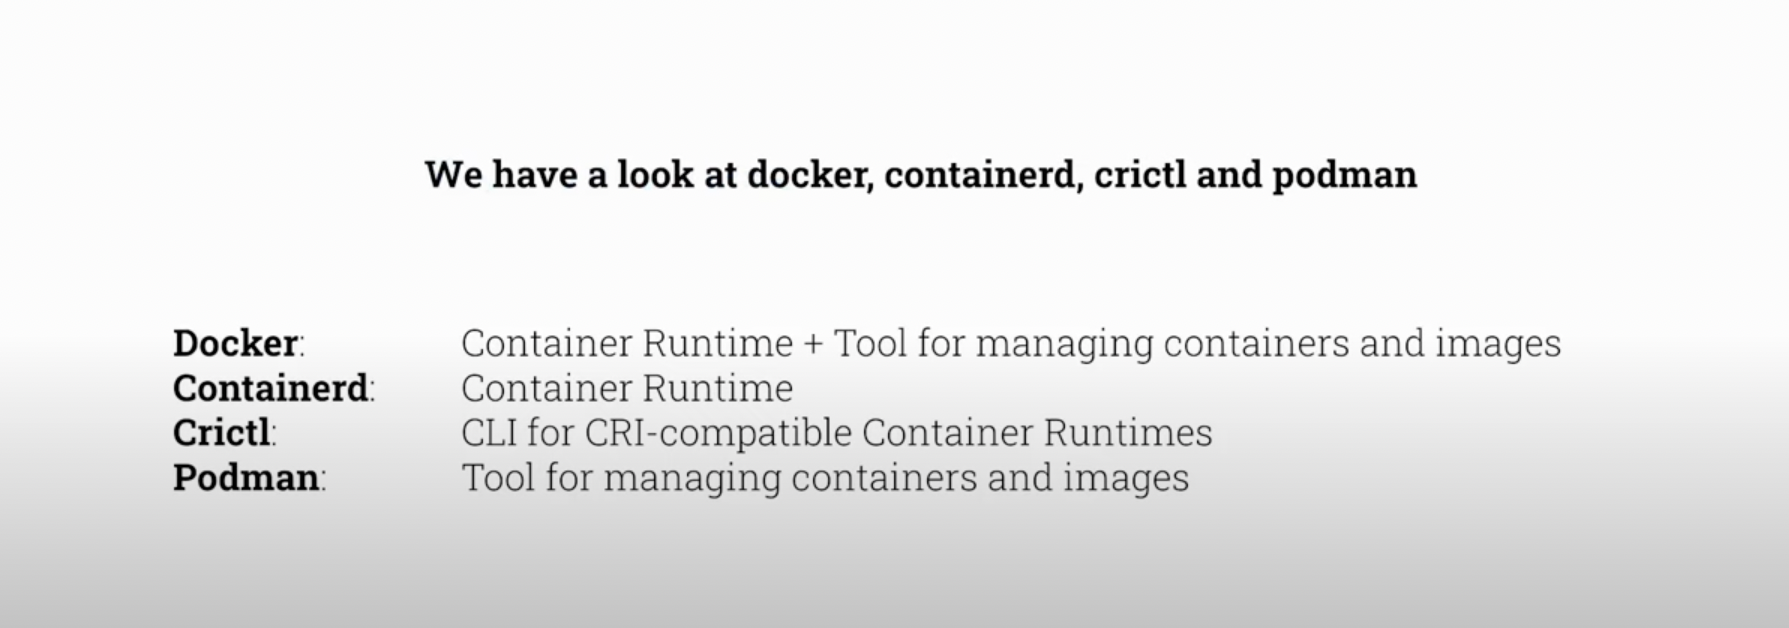 We have a look at docker, containerd, crictl and podman
Docker: Container Runtime + Tool for managing containers and images
Containerd: Container Runtime
Crictl: CLI for CRI-compatible Container Runtimes
Podman: Tool for managing containers and images